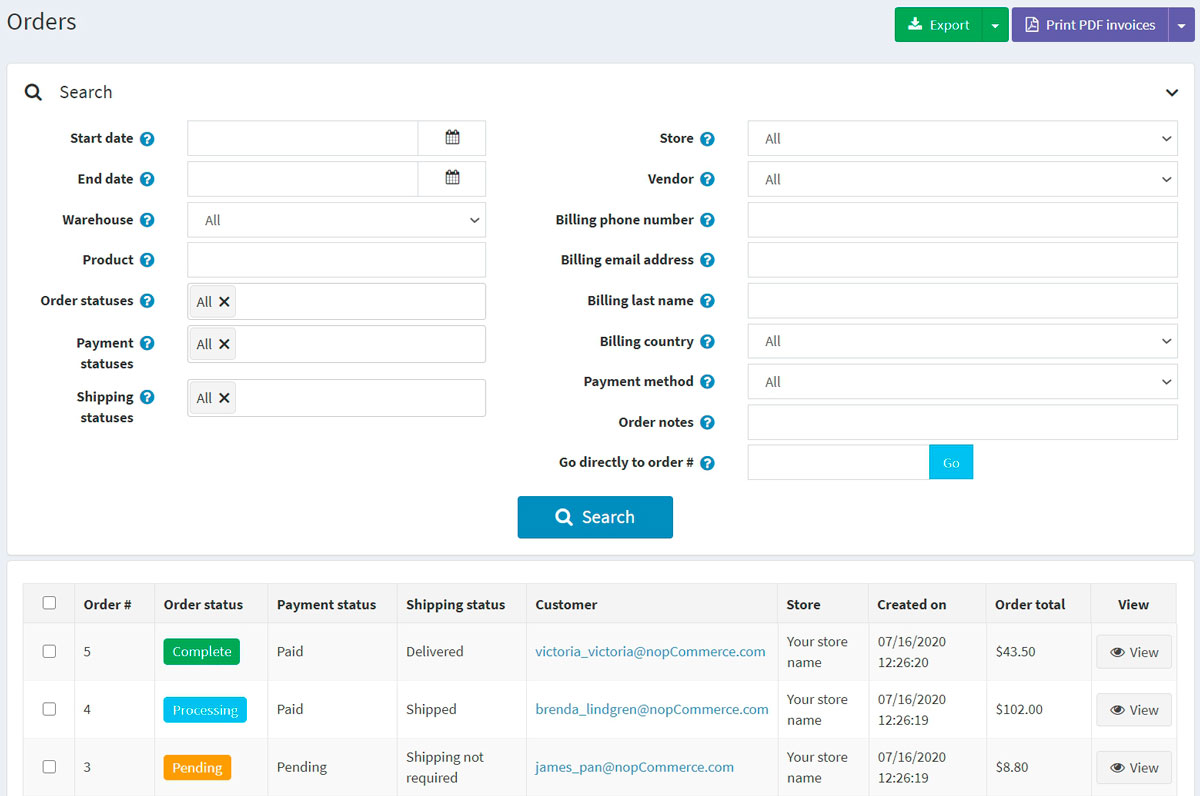 Orders
Export
Print PDF invoices
Search
Start date
End date
Warehouse All
Product
Order statuses All
Payment
statuses
All
Shipping
statuses
All
Store All
Vendor All
Billing phone number
Billing email address
Billing last name
Billing country All
Payment method All
Order notes
Go directly to order # Go
Search
Order # Order status Payment status Shipping status Customer Store Created on Order total View
5 Complete Paid Delivered victoria_victoria@nopCommerce.com Your store name 07/16/2020 12:26:20 $43.50 View
4 Processing Paid Shipped brenda_lindgren@nopCommerce.com Your store name 07/16/2020 12:26:19 $102.00 View
3 Pending Pending Shipping not required james_pan@nopCommerce.com Your store name 07/16/2020 12:26:19 $8.80 View